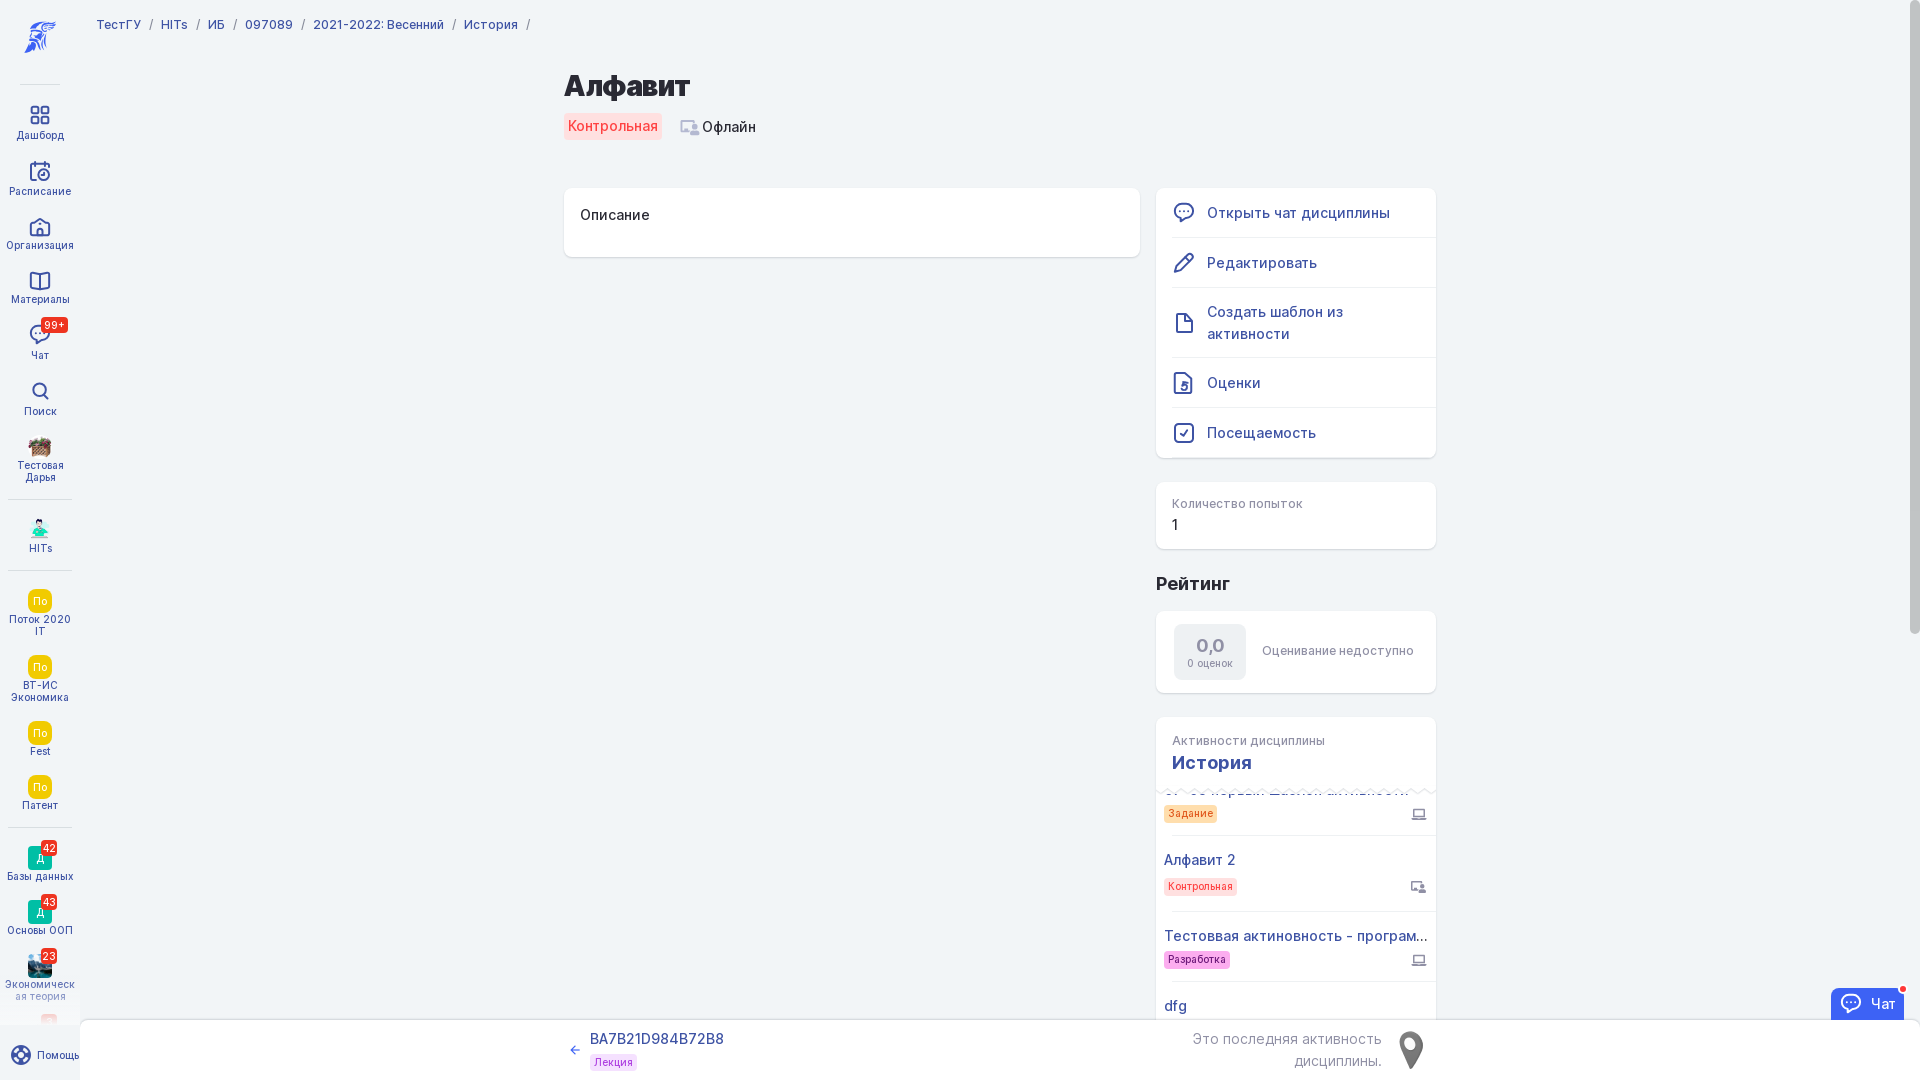 ТестГУ / HITs / ИБ / 097089 / 2021-2022: Весенний / История /
Дашборд
Расписание
Организация
Материалы
99+
Чат
Поиск
Тестовая
Дарья
HITs
По
Поток 2020
IT
По
ВТ-ИС
Экономика
По
Fest
По
Патент
42
Д
Базы данных
43
Д
Основы ООП
23
Экономическ
ая теория
Помощь
Алфавит
Контрольная
Офлайн
Описание
Открыть чат дисциплины
Редактировать
Создать шаблон из
активности
5
Оценки
Посещаемость
Количество попыток
1
Рейтинг
0,0
0 оценок
Оценивание недоступно
Активности дисциплины
История
Задание
Алфавит 2
Контрольная
Тестоввая актиновность - програм...
Разработка
dfg
BA7B21D984B72B8
Лекция
Это последняя активность
дисциплины.
Чат